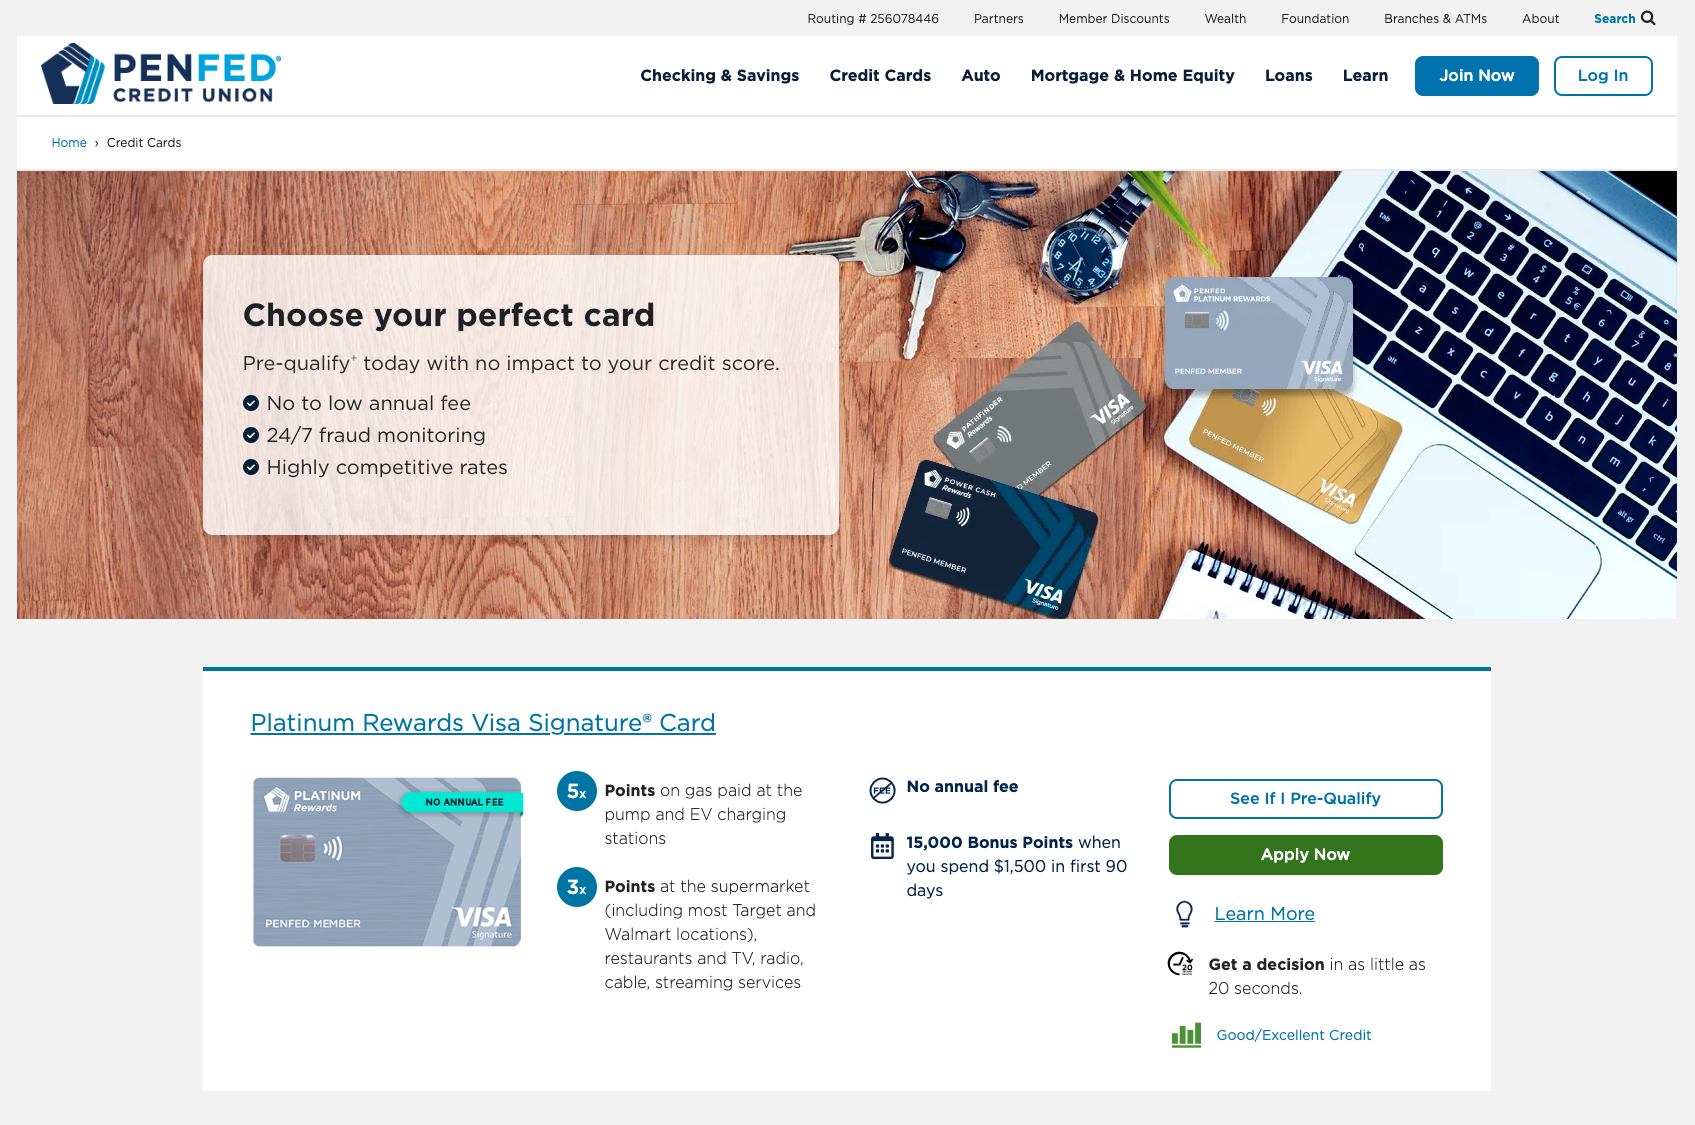 Routing # 256078446 Partners Member Discounts Wealth Foundation Branches & ATMs About Search
PENFED®
CREDIT UNION
Checking & Savings Credit Cards Auto Mortgage & Home Equity Loans Learn Join Now Log In
Home › Credit Cards
Choose your perfect card
Pre-qualify+ today with no impact to your credit score.
No to low annual fee
24/7 fraud monitoring
Highly competitive rates
PENFED
PLATINUM REWARDS
PENFED MEMBER
VISA
Signature
PATHFINDER
Rewards
VISA
Signature
D MEMBER
PENFED MEMBER
VISA
Signature
POWER CASH
Rewards
PENFED MEMBER
VISA
Signature
Platinum Rewards Visa Signature® Card
PLATINUM
Rewards
NO ANNUAL FEE
PENFED MEMBER
VISA
Signature
5x Points on gas paid at the
pump and EV charging
stations
3x Points at the supermarket
(including most Target and
Walmart locations),
restaurants and TV, radio,
cable, streaming services
FEE No annual fee
15,000 Bonus Points when
you spend $1,500 in first 90
days
See If I Pre-Qualify
Apply Now
Learn More
20 Get a decision in as little as
20 seconds.
Good/Excellent Credit